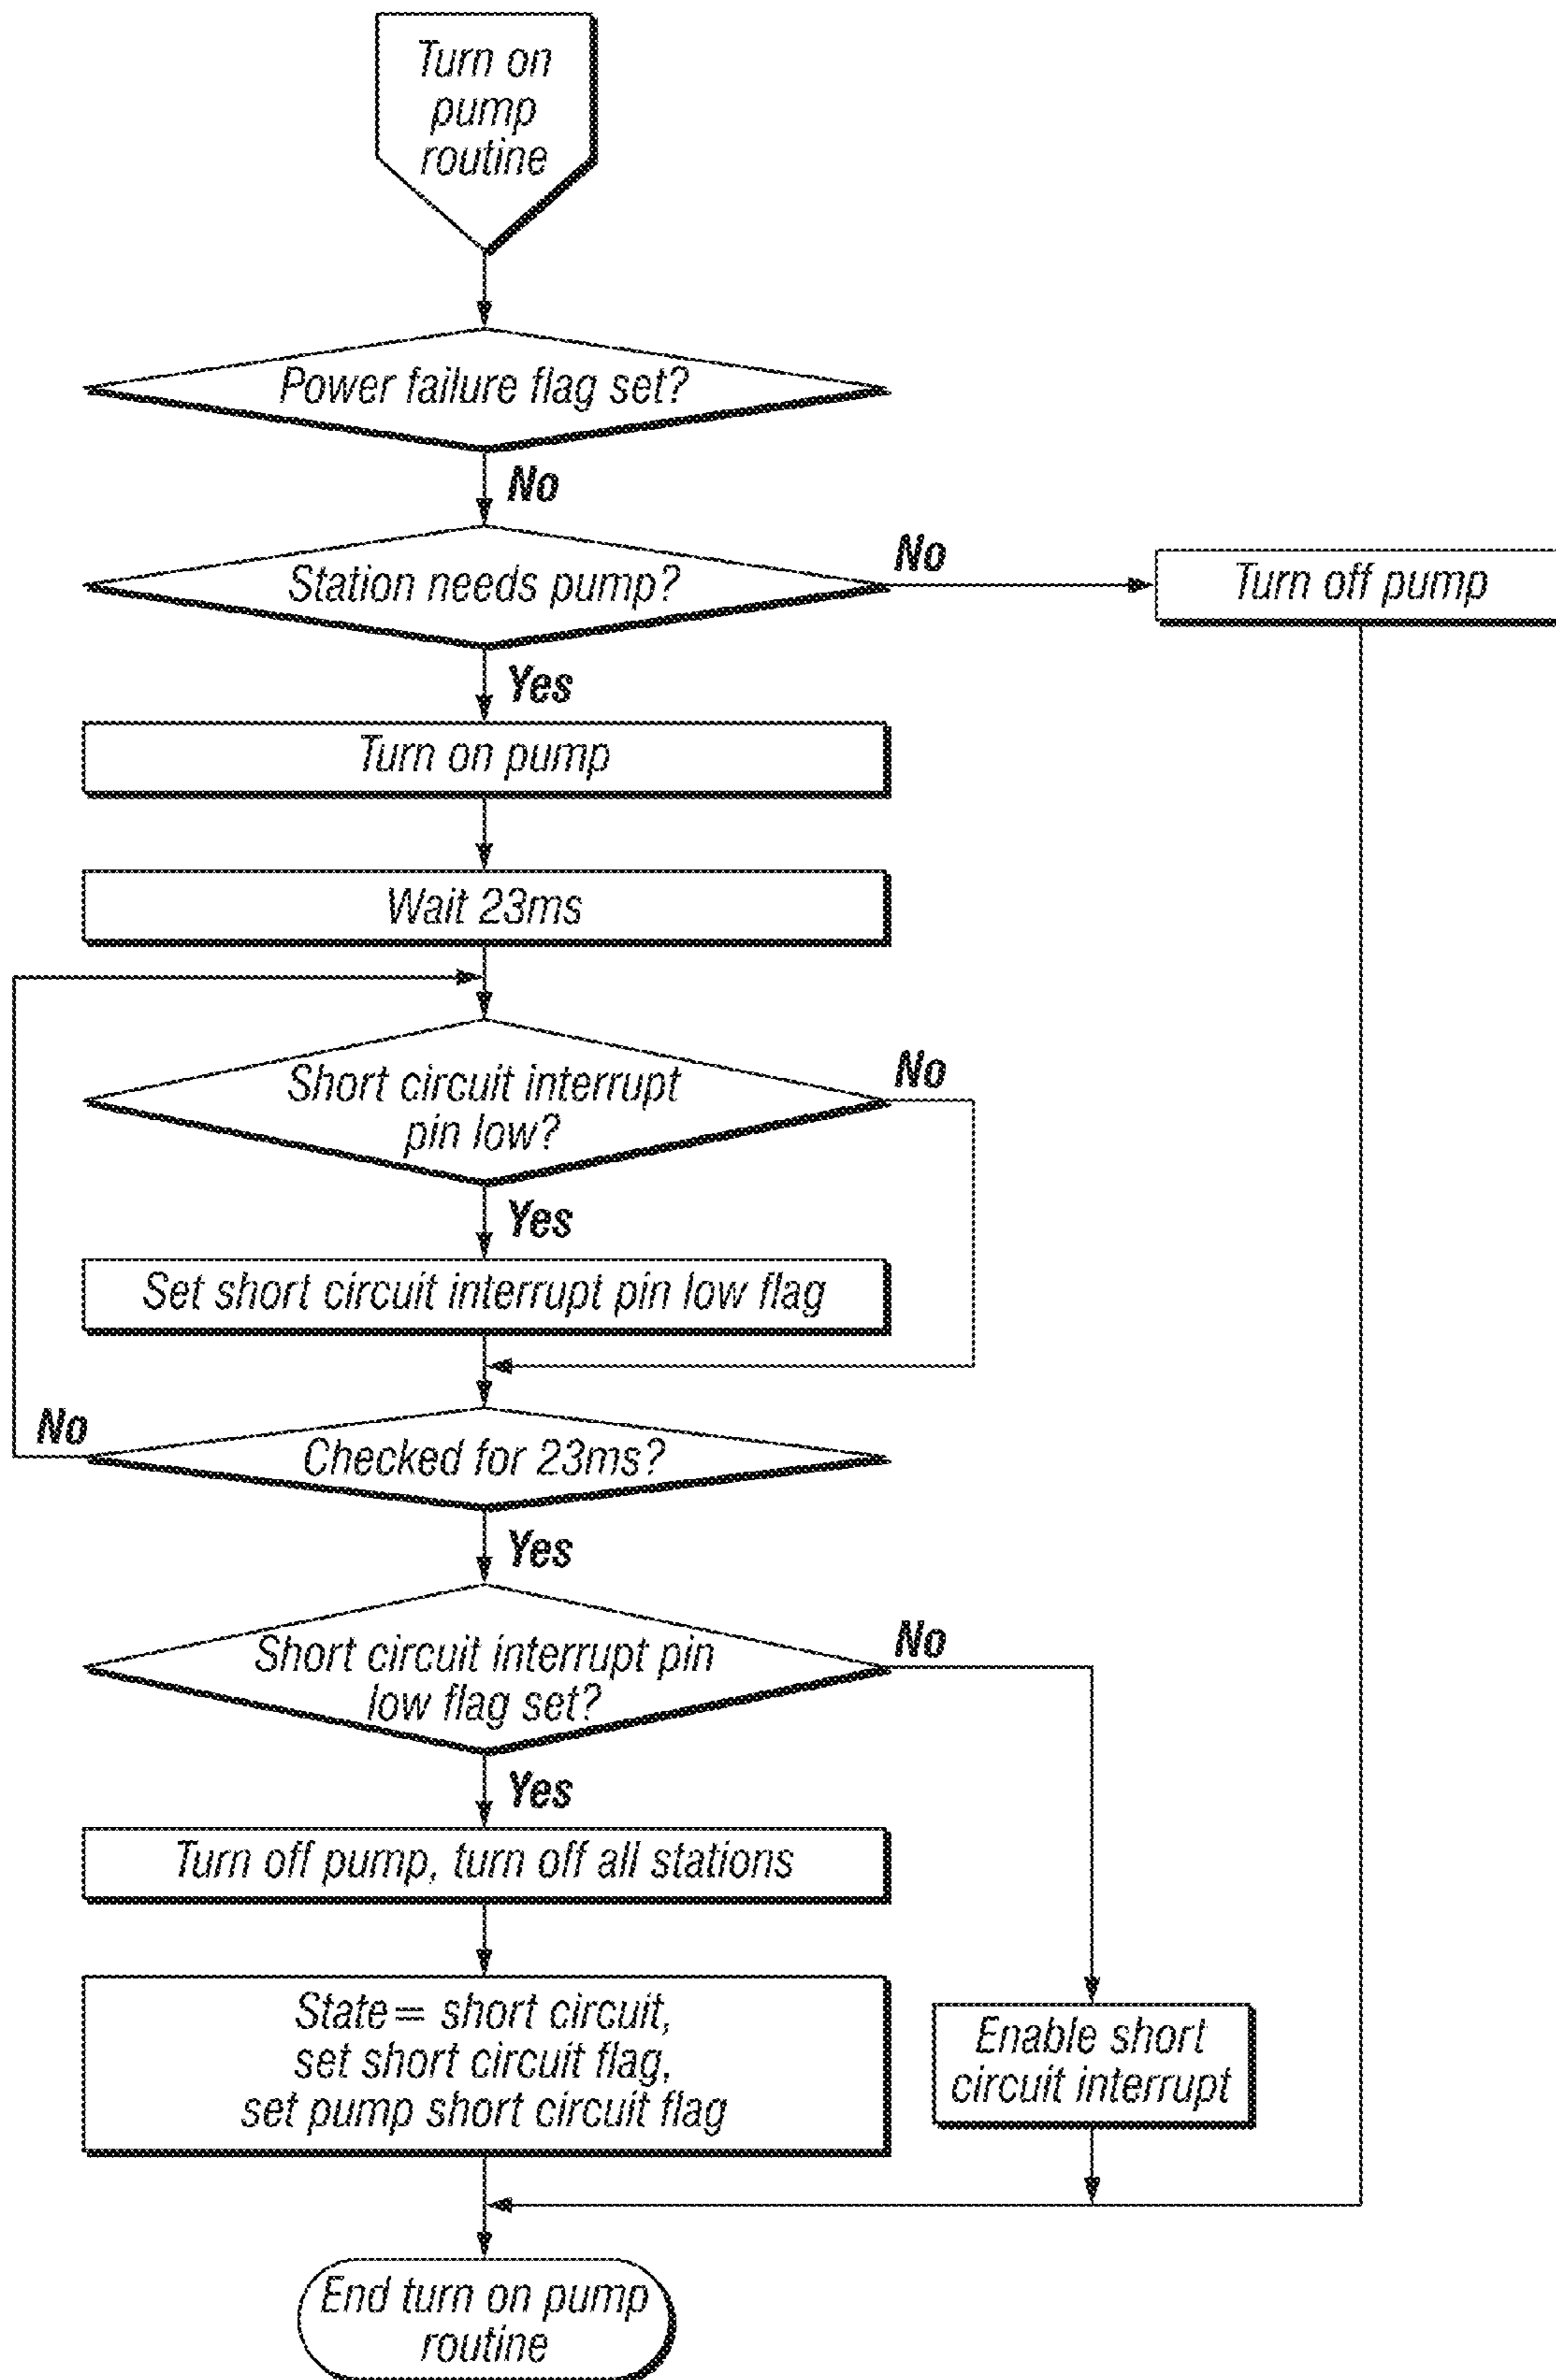 Turn on
pump
routine
Power failure flag set?
No
Station needs pump?
No
Turn off pump
Yes
Turn on pump
Wait 23ms
Short circuit interrupt
pin low?
No
Yes
Set short circuit interrupt pin low flag
No
Checked for 23ms?
Yes
Short circuit interrupt pin
low flag set?
No
Yes
Turn off pump, turn off all stations
State= short circuit,
set short circuit flag,
set pump short circuit flag
Enable short
circuit interrupt
End turn on pump
routine